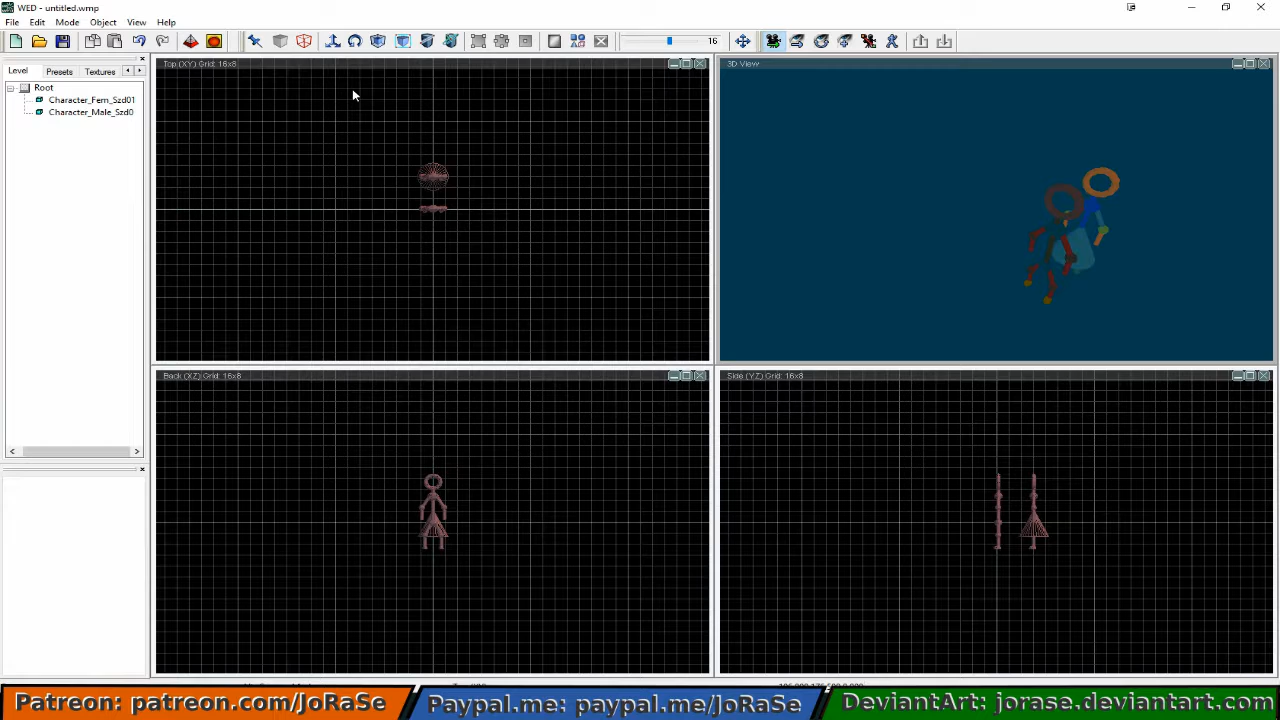 WED - untitled.wmp
File Edit Mode Object View Help
16
Level Presets Textures
Root
Character_Fem_Szd01
Character_Male_Szd0
Top (XY) Grid: 16x8
3D View
Back (XZ) Grid: 16x8
Side (YZ) Grid: 16x8
Patreon: patreon.com/JoRaSe
Paypal.me: paypal.me/JoRaSe
DeviantArt: jorase.deviantart.com